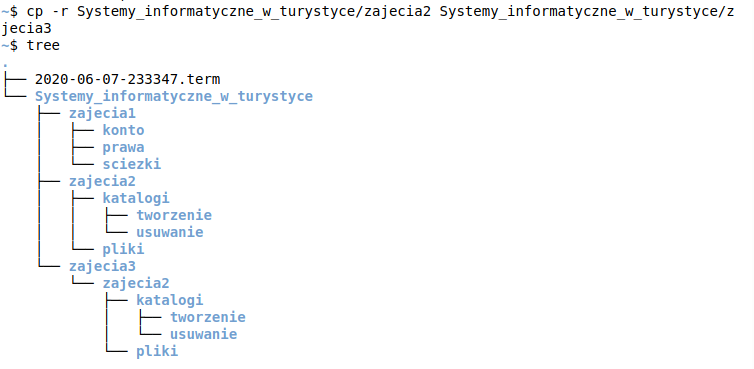 ~$ cp -r Systemy_informatyczne_w_turystyce/zajecia2 Systemy_informatyczne_w_turystyce/z
jecia3
~$ tree
.
├── 2020-06-07-233347.term
└── Systemy_informatyczne_w_turystyce
    ├── zajecia1
    │   ├── konto
    │   ├── prawa
    │   └── sciezki
    ├── zajecia2
    │   ├── katalogi
    │   │   ├── tworzenie
    │   │   └── usuwanie
    │   └── pliki
    └── zajecia3
        └── zajecia2
            ├── katalogi
            │   ├── tworzenie
            │   └── usuwanie
            └── pliki